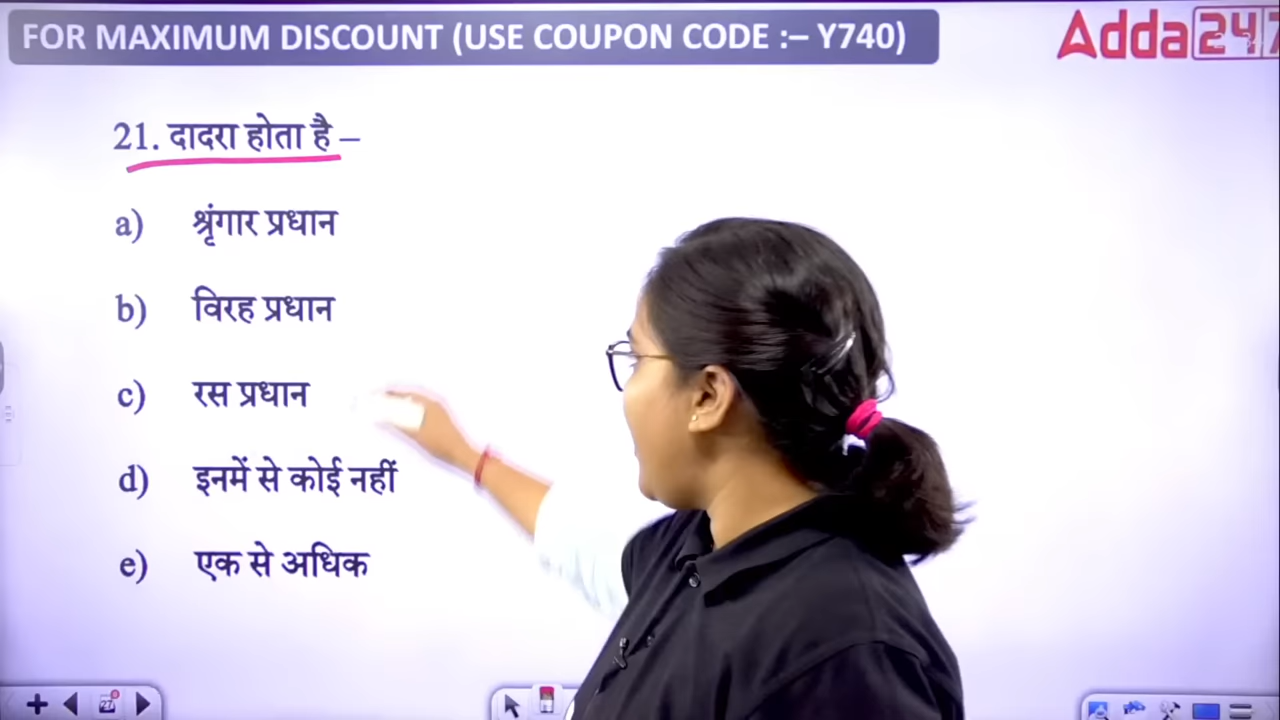 FOR MAXIMUM DISCOUNT (USE COUPON CODE :– Y740)
Adda247
21. दादरा होता है –
a) श्रृंगार प्रधान
b) विरह प्रधान
c) रस प्रधान
d) इनमें से कोई नहीं
e) एक से अधिक
27